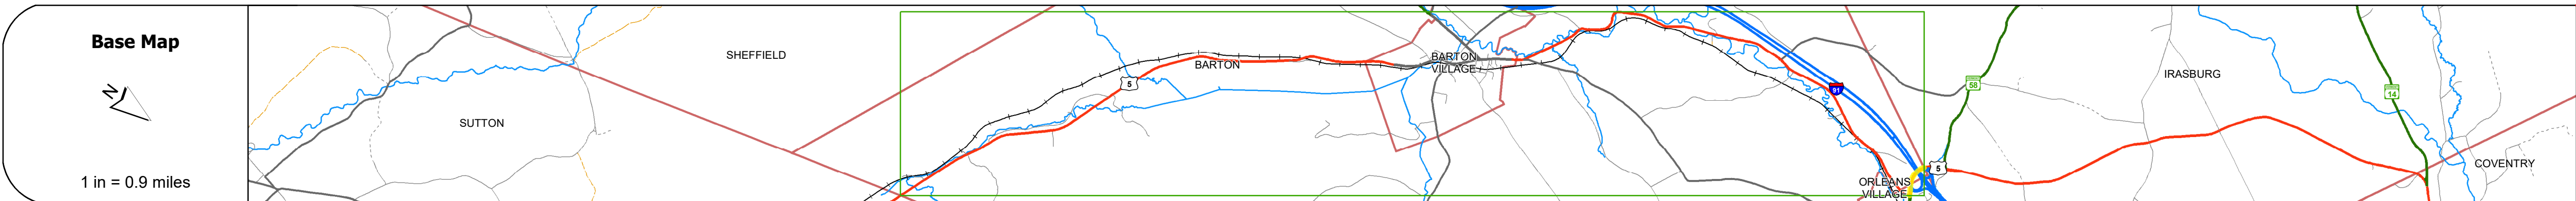 Base Map
N
1 in = 0.9 miles
SUTTON
SHEFFIELD
5
BARTON
BARTON
VILLAGE
91
ORLEANS
VILLAGE
5
58
IRASBURG
14
COVENTRY